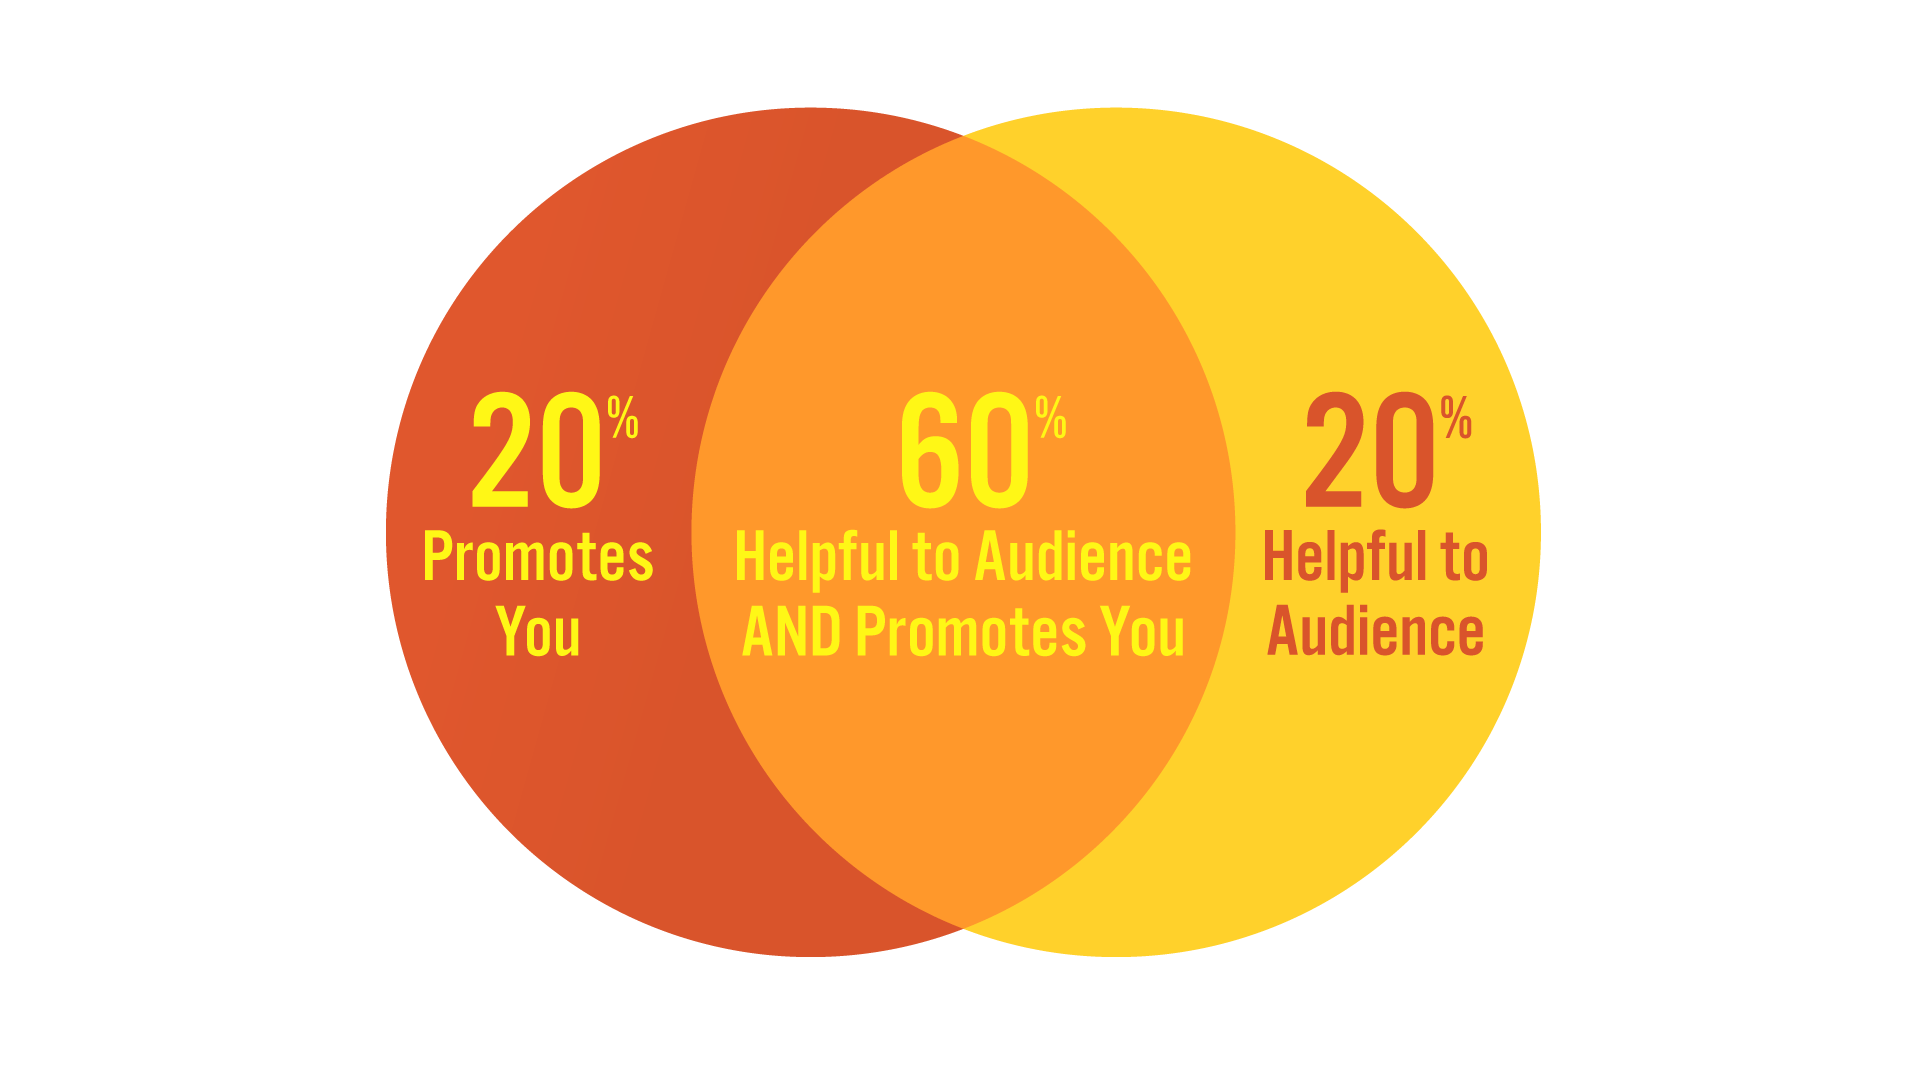 20%
Promotes
You
60%
Helpful to Audience
AND Promotes You
20%
Helpful to
Audience